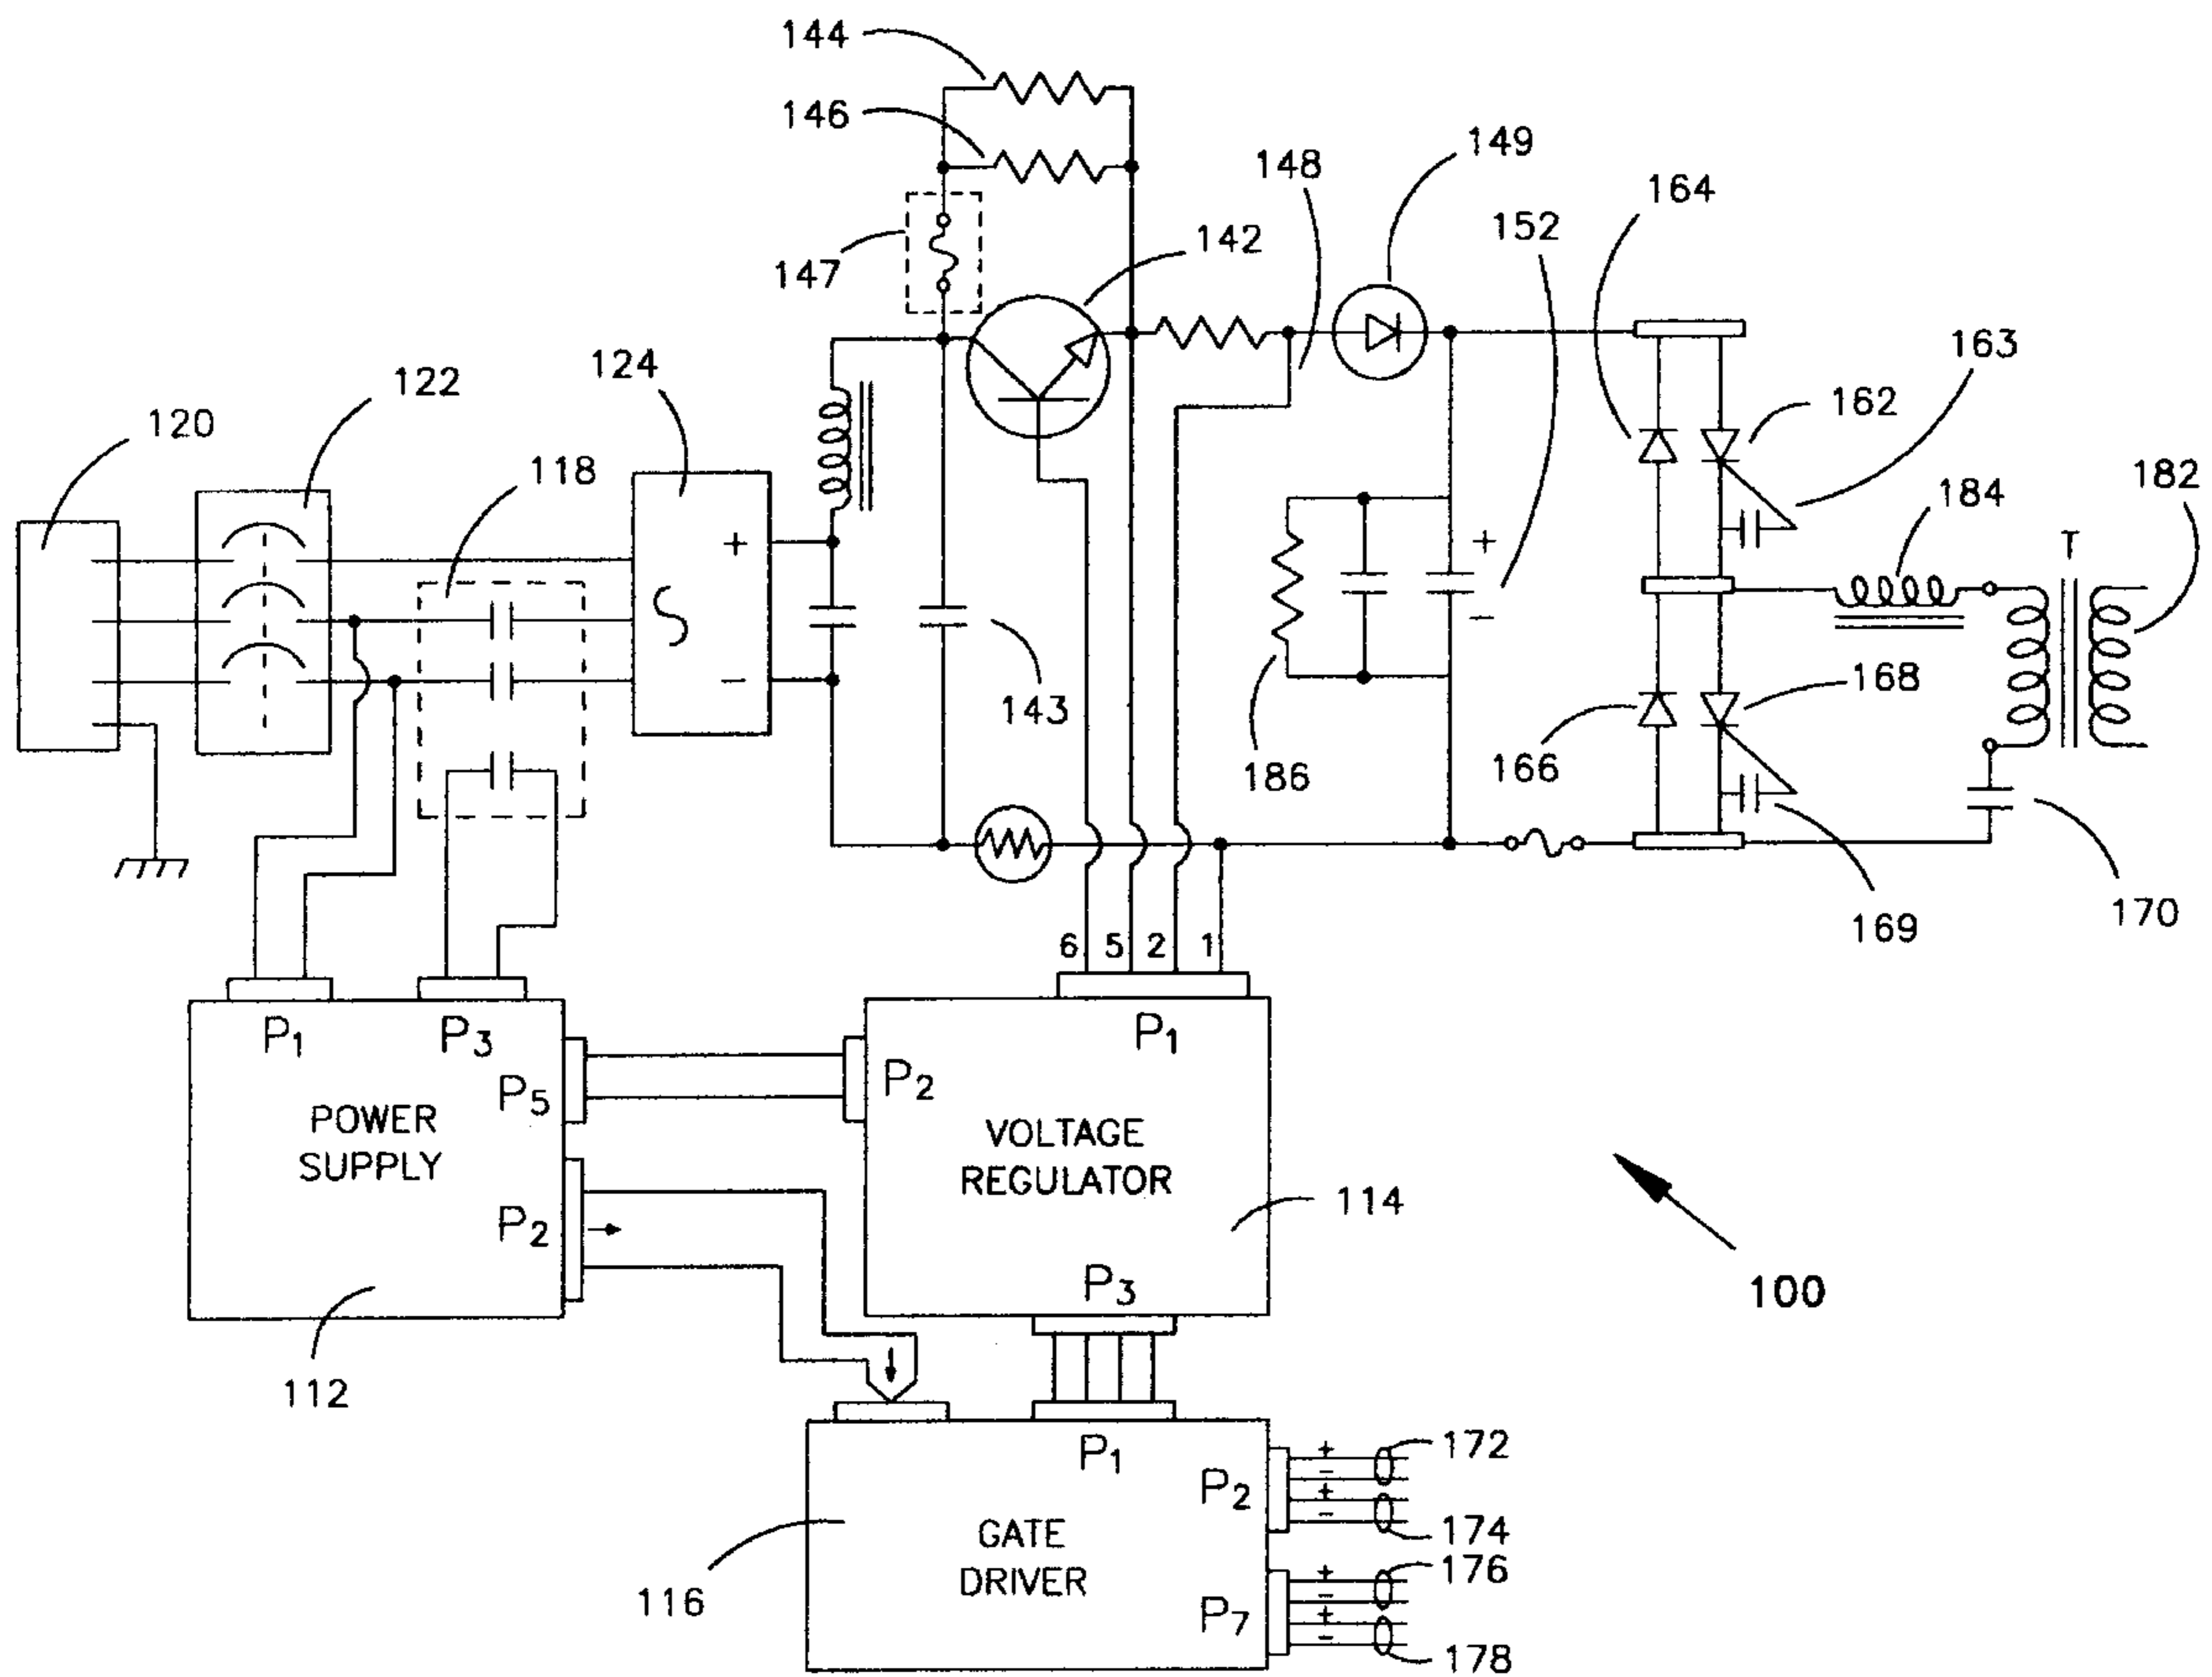 144
146
149
148
164
152
142
147
163
124
122
162
120
118
182
184
T
+
+
−
−
168
143
166
186
170
169
6 5 2 1
P1
P3
P1
P5
P2
POWER
SUPPLY
VOLTAGE
REGULATOR
114
P2
P3
100
112
P1
172
+
−
P2
+
−
174
GATE
DRIVER
176
+
−
116
P7
+
−
178